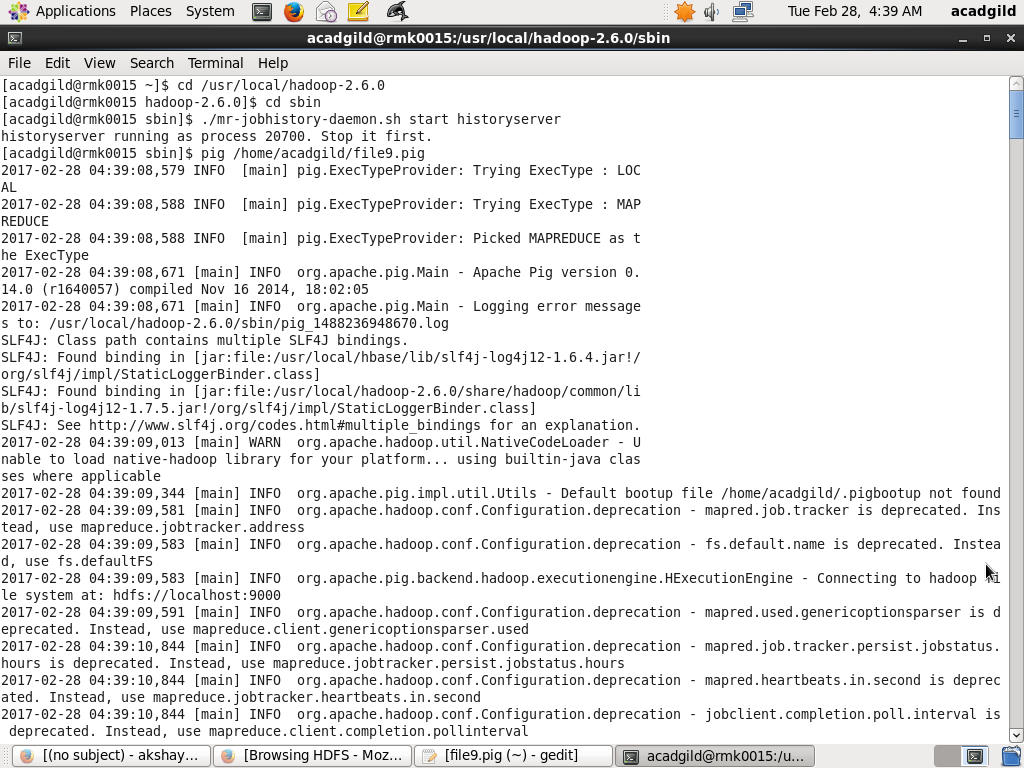 Applications Places System
Tue Feb 28, 4:39 AM acadgild
acadgild@rmk0015:/usr/local/hadoop-2.6.0/sbin
File Edit View Search Terminal Help
[acadgild@rmk0015 ~]$ cd /usr/local/hadoop-2.6.0
[acadgild@rmk0015 hadoop-2.6.0]$ cd sbin
[acadgild@rmk0015 sbin]$ ./mr-jobhistory-daemon.sh start historyserver
historyserver running as process 20700. Stop it first.
[acadgild@rmk0015 sbin]$ pig /home/acadgild/file9.pig
2017-02-28 04:39:08,579 INFO  [main] pig.ExecTypeProvider: Trying ExecType : LOC
AL
2017-02-28 04:39:08,588 INFO  [main] pig.ExecTypeProvider: Trying ExecType : MAP
REDUCE
2017-02-28 04:39:08,588 INFO  [main] pig.ExecTypeProvider: Picked MAPREDUCE as t
he ExecType
2017-02-28 04:39:08,671 [main] INFO  org.apache.pig.Main - Apache Pig version 0.
14.0 (r1640057) compiled Nov 16 2014, 18:02:05
2017-02-28 04:39:08,671 [main] INFO  org.apache.pig.Main - Logging error message
s to: /usr/local/hadoop-2.6.0/sbin/pig_1488236948670.log
SLF4J: Class path contains multiple SLF4J bindings.
SLF4J: Found binding in [jar:file:/usr/local/hbase/lib/slf4j-log4j12-1.6.4.jar!/
org/slf4j/impl/StaticLoggerBinder.class]
SLF4J: Found binding in [jar:file:/usr/local/hadoop-2.6.0/share/hadoop/common/li
b/slf4j-log4j12-1.7.5.jar!/org/slf4j/impl/StaticLoggerBinder.class]
SLF4J: See http://www.slf4j.org/codes.html#multiple_bindings for an explanation.
2017-02-28 04:39:09,013 [main] WARN  org.apache.hadoop.util.NativeCodeLoader - U
nable to load native-hadoop library for your platform... using builtin-java clas
ses where applicable
2017-02-28 04:39:09,344 [main] INFO  org.apache.pig.impl.util.Utils - Default bootup file /home/acadgild/.pigbootup not found
2017-02-28 04:39:09,581 [main] INFO  org.apache.hadoop.conf.Configuration.deprecation - mapred.job.tracker is deprecated. Ins
tead, use mapreduce.jobtracker.address
2017-02-28 04:39:09,583 [main] INFO  org.apache.hadoop.conf.Configuration.deprecation - fs.default.name is deprecated. Instea
d, use fs.defaultFS
2017-02-28 04:39:09,583 [main] INFO  org.apache.pig.backend.hadoop.executionengine.HExecutionEngine - Connecting to hadoop fi
le system at: hdfs://localhost:9000
2017-02-28 04:39:09,591 [main] INFO  org.apache.hadoop.conf.Configuration.deprecation - mapred.used.genericoptionsparser is d
eprecated. Instead, use mapreduce.client.genericoptionsparser.used
2017-02-28 04:39:10,844 [main] INFO  org.apache.hadoop.conf.Configuration.deprecation - mapred.job.tracker.persist.jobstatus.
hours is deprecated. Instead, use mapreduce.jobtracker.persist.jobstatus.hours
2017-02-28 04:39:10,844 [main] INFO  org.apache.hadoop.conf.Configuration.deprecation - mapred.heartbeats.in.second is deprec
ated. Instead, use mapreduce.jobtracker.heartbeats.in.second
2017-02-28 04:39:10,844 [main] INFO  org.apache.hadoop.conf.Configuration.deprecation - jobclient.completion.poll.interval is
 deprecated. Instead, use mapreduce.client.completion.pollinterval
[(no subject) - akshay... [Browsing HDFS - Moz... [file9.pig (~) - gedit] acadgild@rmk0015:/u...